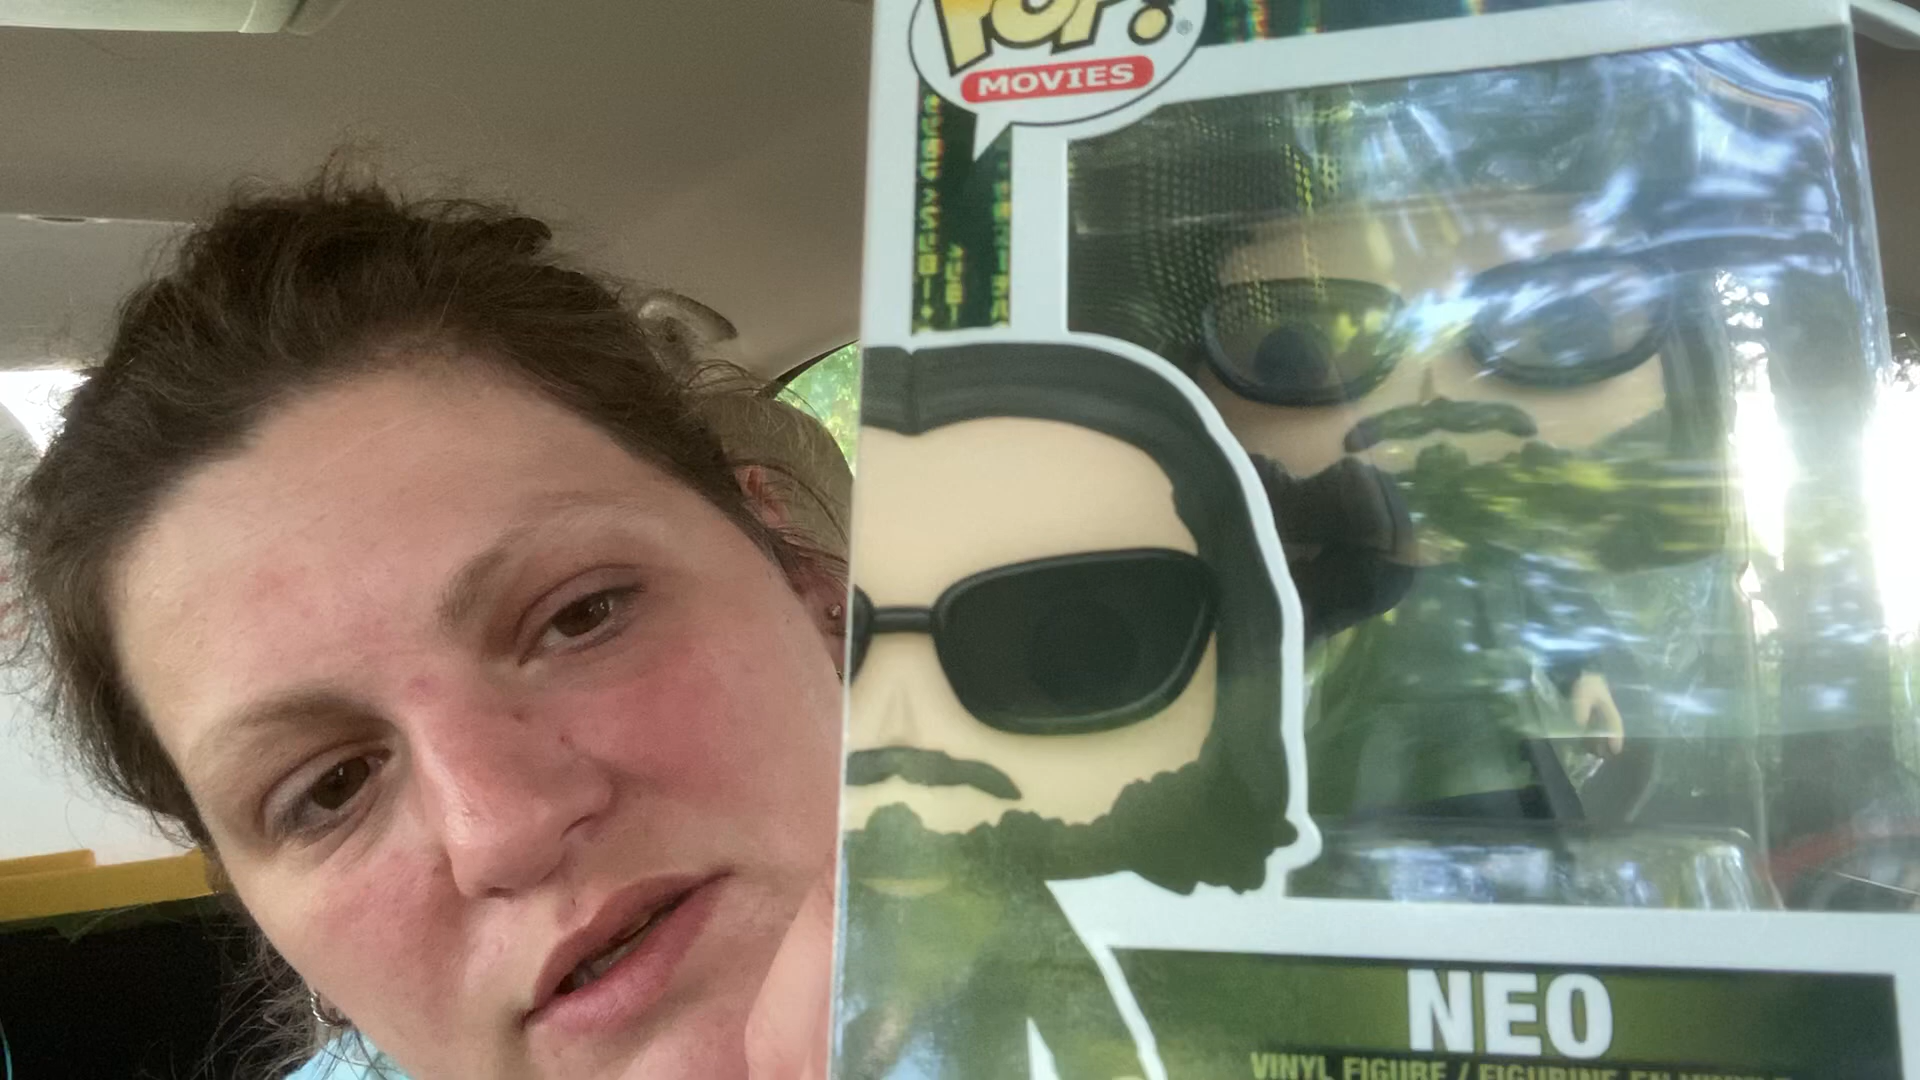 POP!
MOVIES
NEO
VINYL FIGURE / FIGURINE EN VINYLE